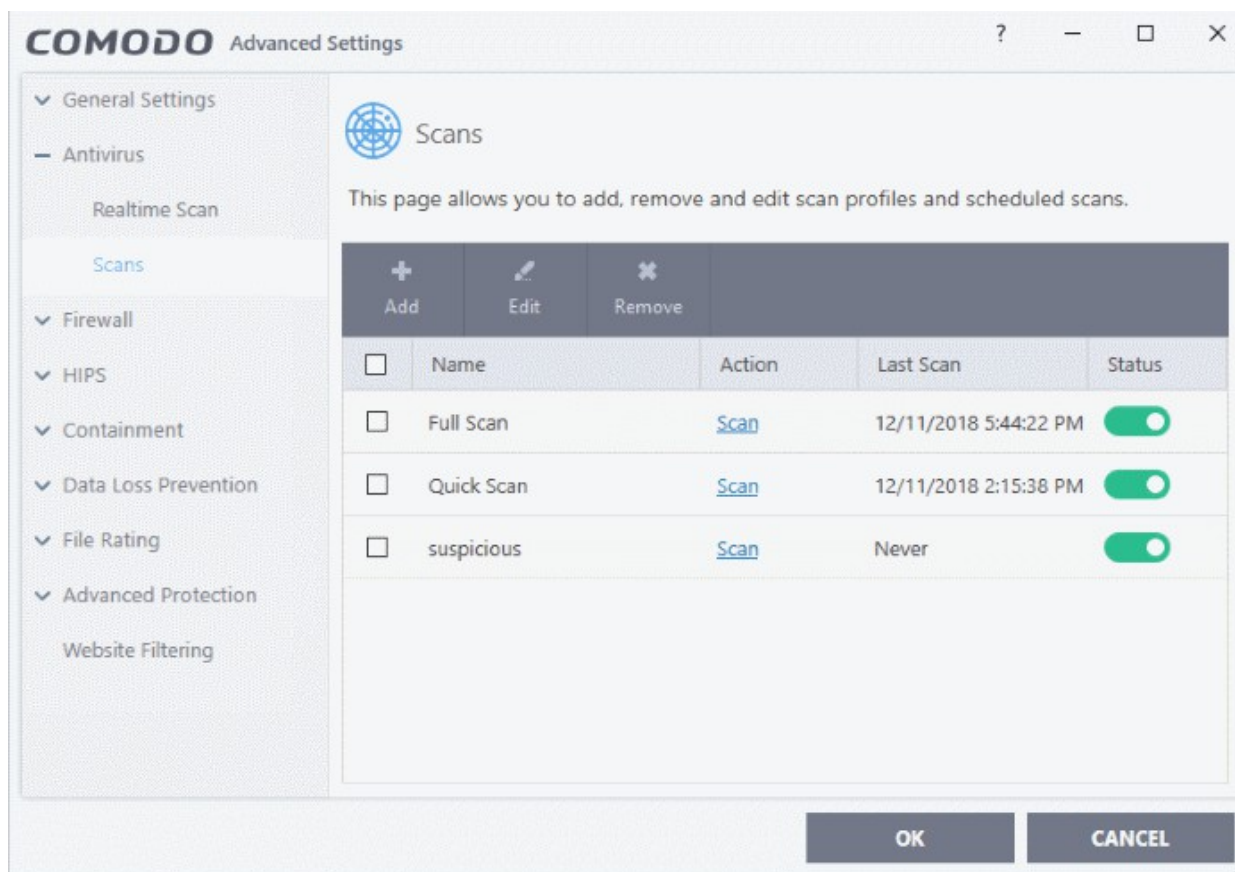 COMODO Advanced Settings ?
General Settings
Antivirus
Realtime Scan
Scans
Firewall
HIPS
Containment
Data Loss Prevention
File Rating
Advanced Protection
Website Filtering
Scans
This page allows you to add, remove and edit scan profiles and scheduled scans.
Add Edit Remove
Name Action Last Scan Status
Full Scan Scan 12/11/2018 5:44:22 PM
Quick Scan Scan 12/11/2018 2:15:38 PM
suspicious Scan Never
OK CANCEL